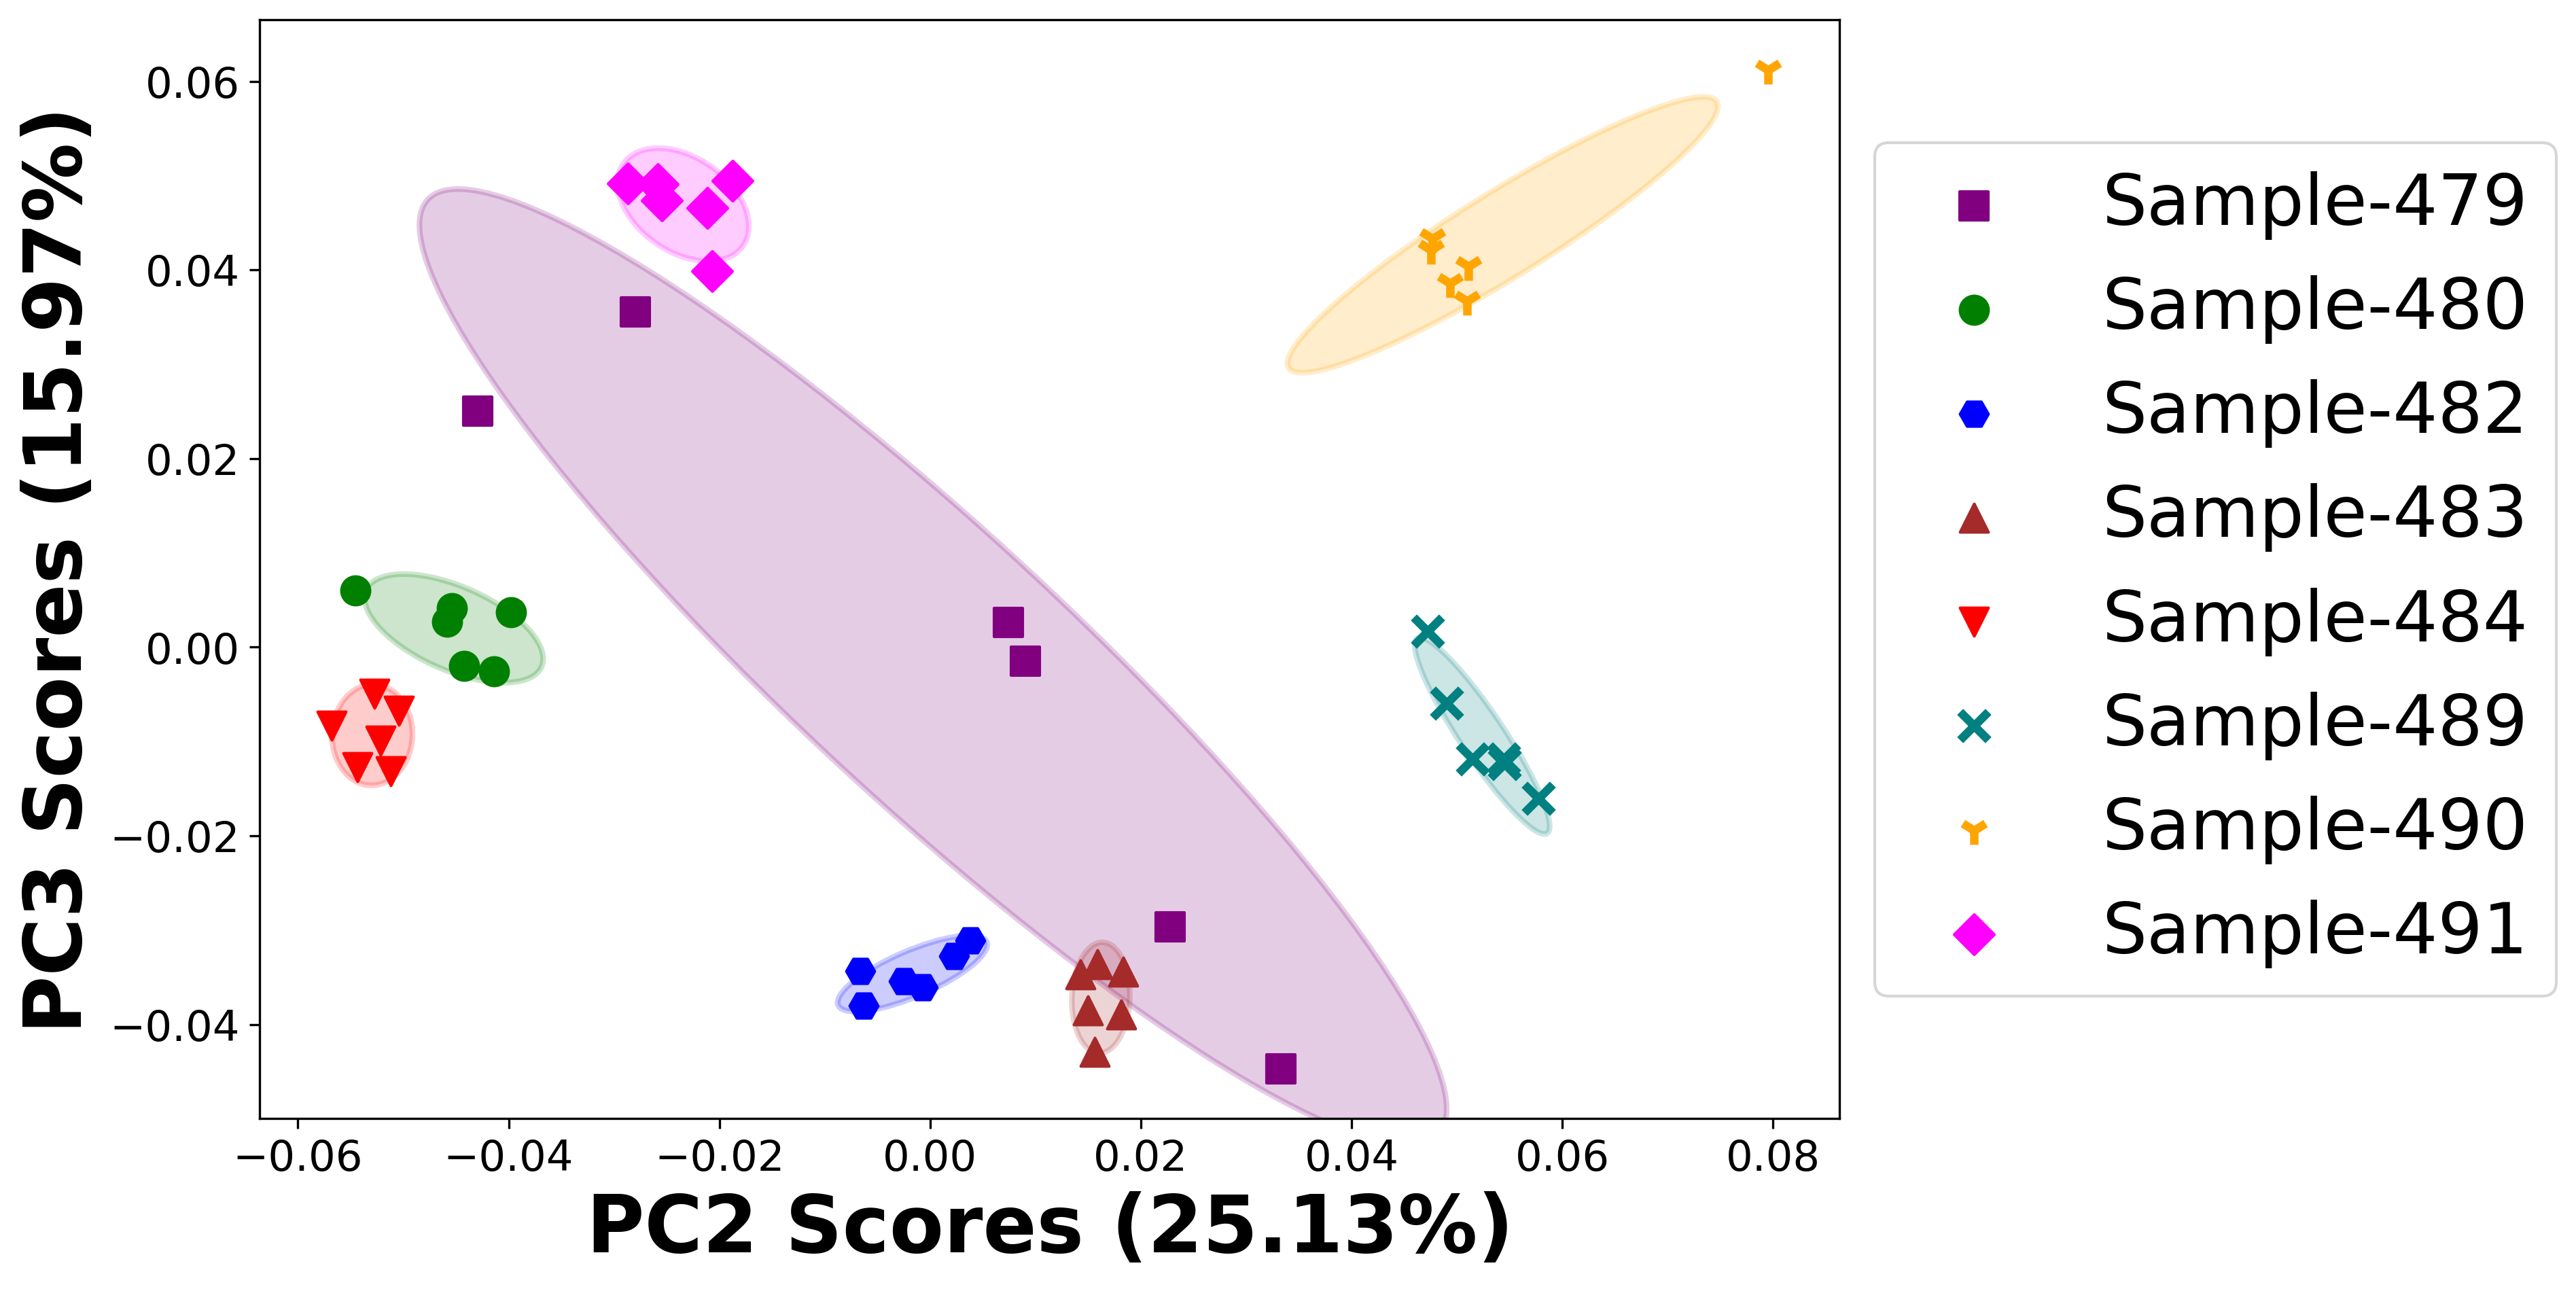 PC3 Scores (15.97%)
0.06
0.04
0.02
0.00
−0.02
−0.04
−0.06
−0.04
−0.02
0.00
0.02
0.04
0.06
0.08
PC2 Scores (25.13%)
Sample-479
Sample-480
Sample-482
Sample-483
Sample-484
Sample-489
Sample-490
Sample-491